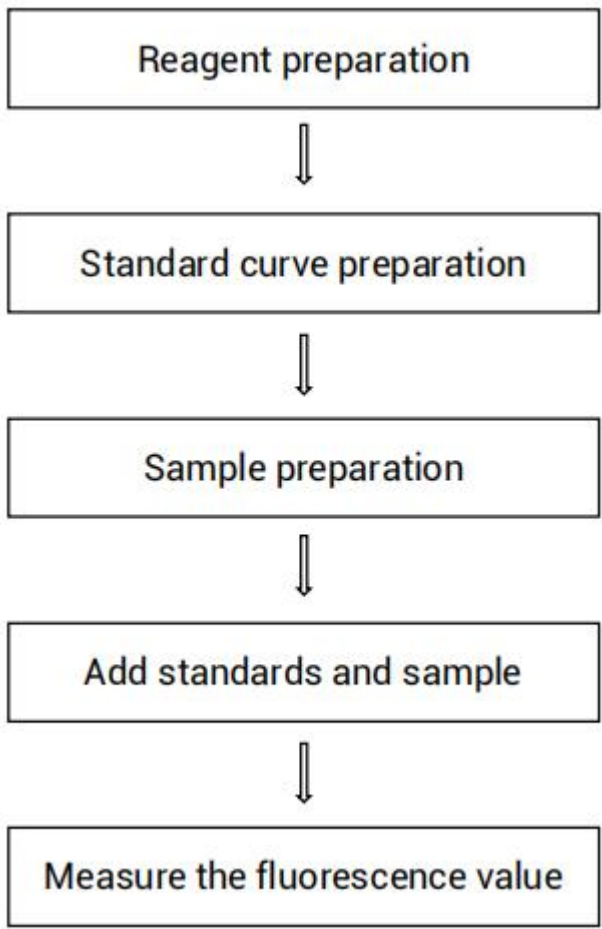 Reagent preparation
Standard curve preparation
Sample preparation
Add standards and sample
Measure the fluorescence value